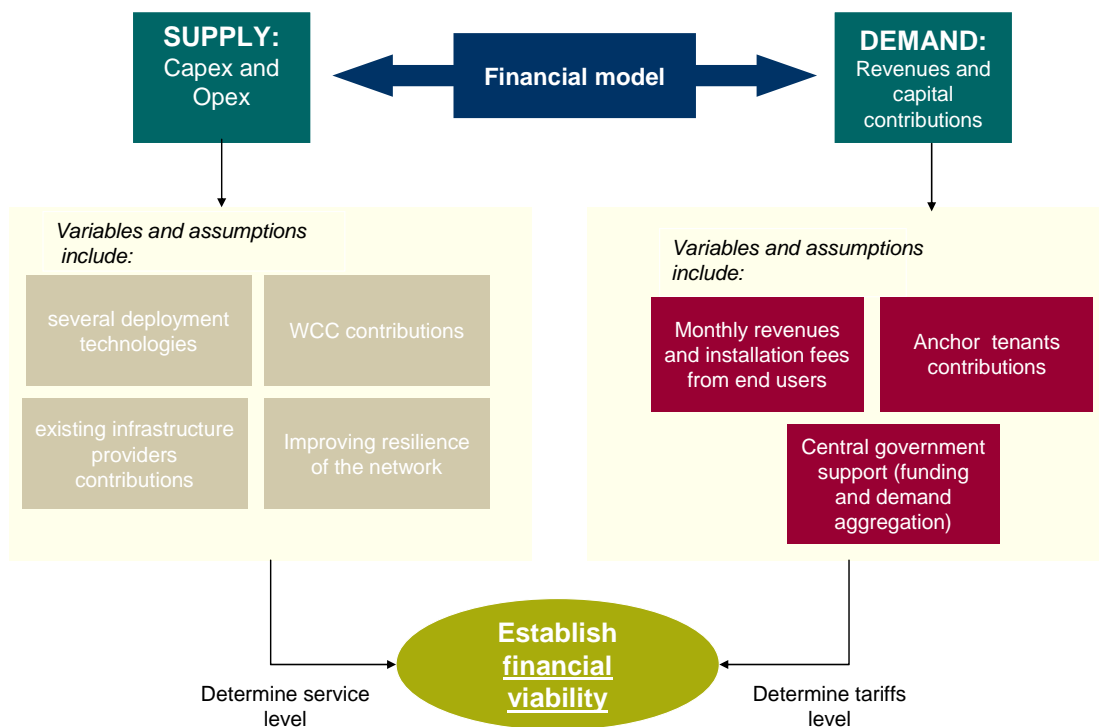 SUPPLY:
Capex and
Opex
Financial model
DEMAND:
Revenues and
capital
contributions
Variables and assumptions
include:
several deployment
technologies
WCC contributions
existing infrastructure
providers
contributions
Improving resilience
of the network
Variables and assumptions
include:
Monthly revenues
and installation fees
from end users
Anchor tenants
contributions
Central government
support (funding
and demand
aggregation)
Establish
financial
viability
Determine service
level
Determine tariffs
level